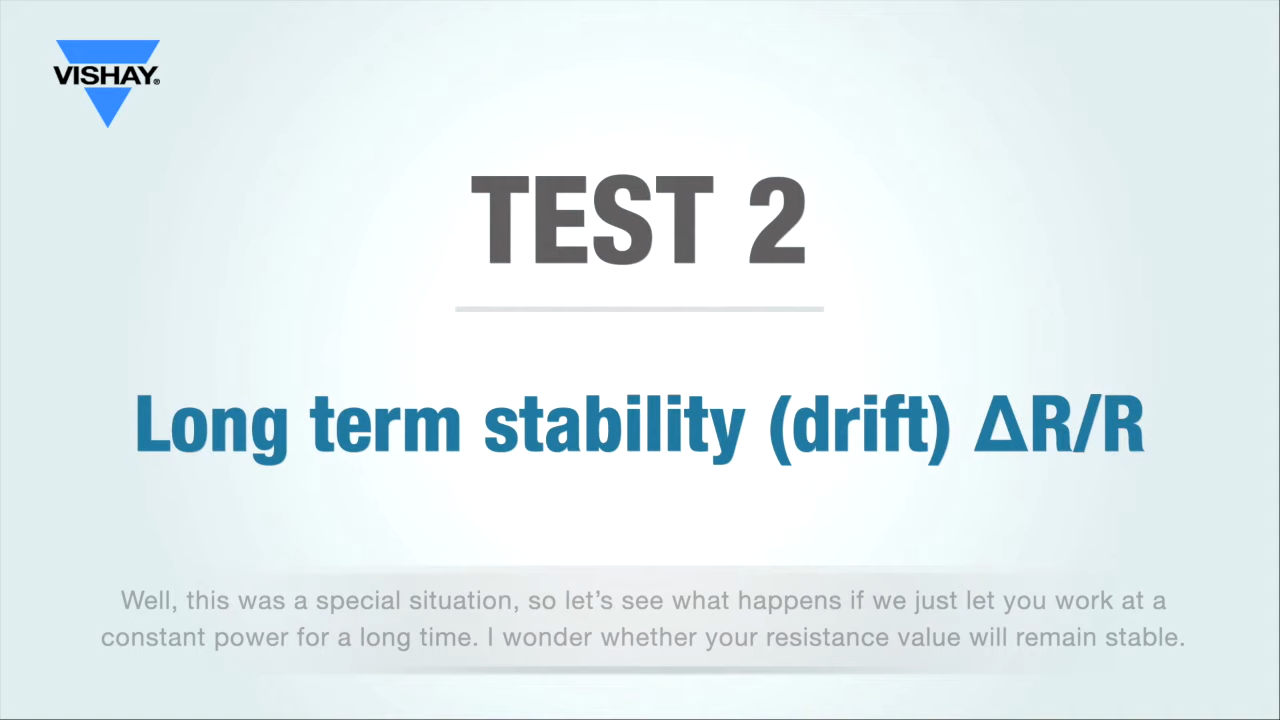 VISHAY®
TEST 2
Long term stability (drift) ΔR/R
Well, this was a special situation, so let’s see what happens if we just let you work at a
constant power for a long time. I wonder whether your resistance value will remain stable.